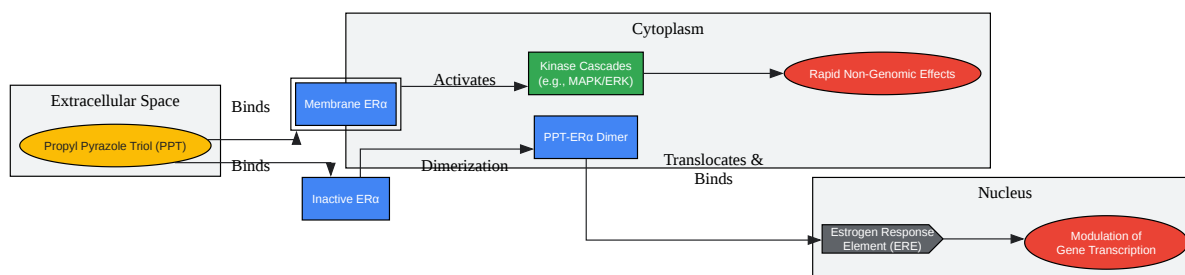 Cytoplasm
Kinase Cascades
(e.g., MAPK/ERK)
Rapid Non-Genomic Effects
Activates
Extracellular Space
Binds
Membrane ERα
Propyl Pyrazole Triol (PPT)
PPT-ERα Dimer
Binds
Dimerization
Translocates &
Binds
Inactive ERα
Nucleus
Estrogen Response
Element (ERE)
Modulation of
Gene Transcription